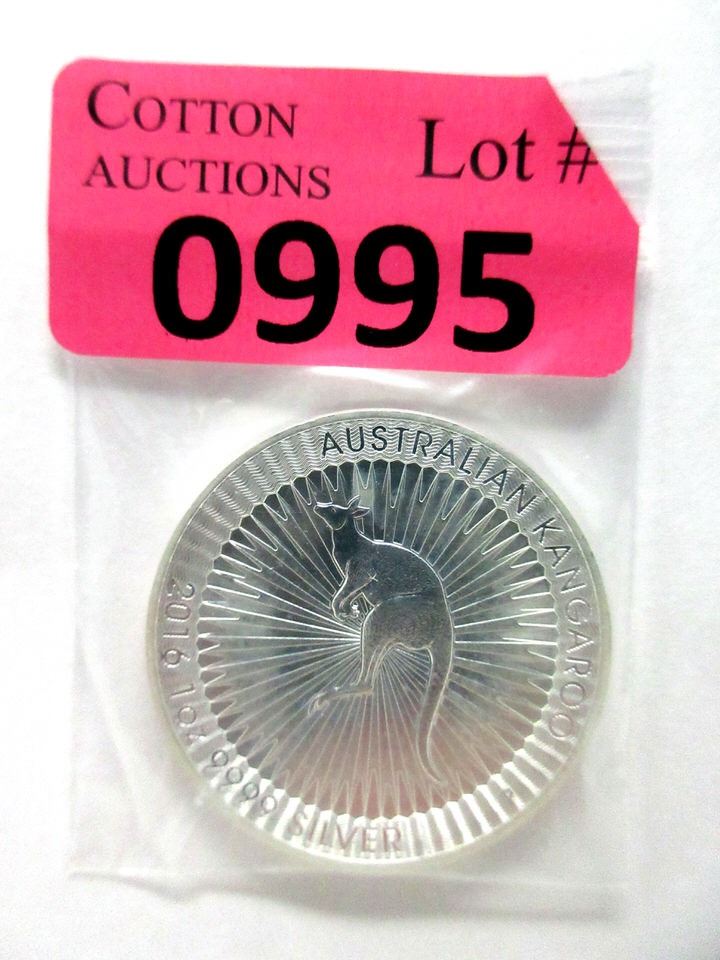 COTTON
AUCTIONS
Lot #
0995
AUSTRALIAN KANGAROO
2016 1oz 9999 SILVER
P